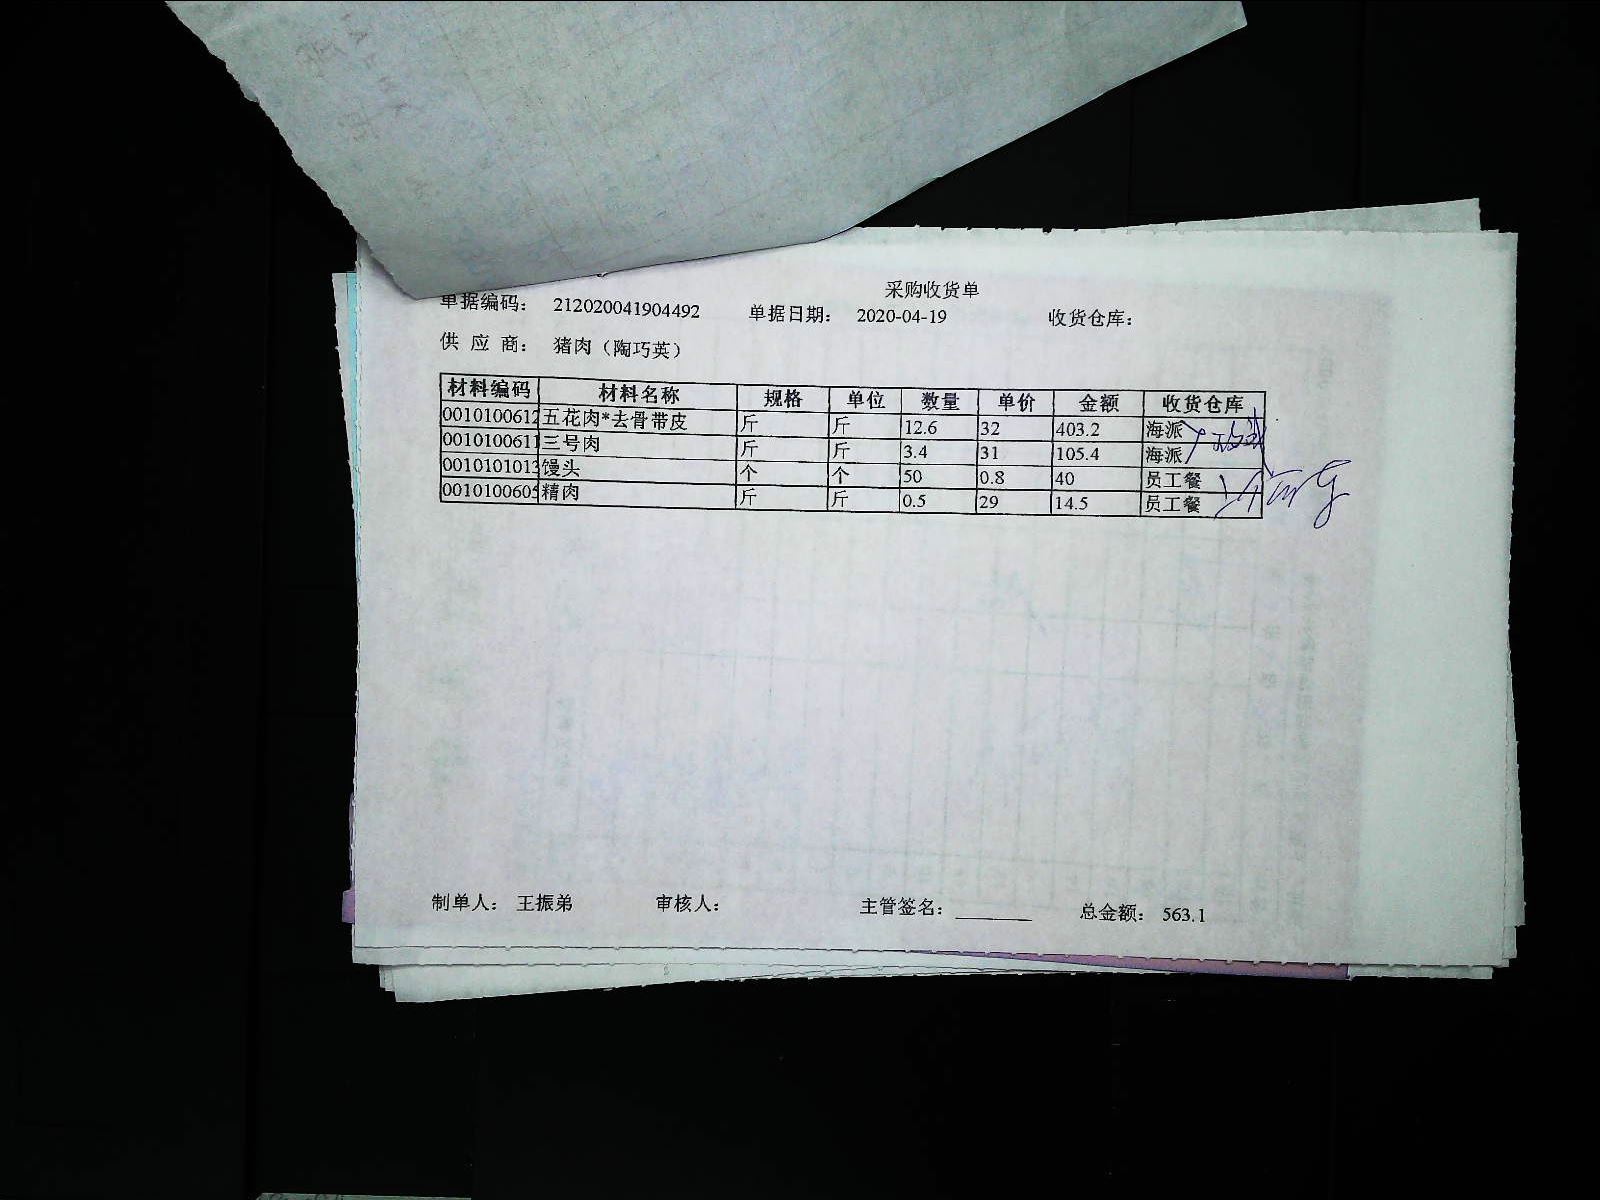 采购收货单
单据编码： 212020041904492 单据日期： 2020-04-19 收货仓库：
供 应 商： 猪肉（陶巧英）
材料编码 材料名称 规格 单位 数量 单价 金额 收货仓库
0010100612 五花肉*去骨带皮 斤 斤 12.6 32 403.2 海派
0010100611 三号肉 斤 斤 3.4 31 105.4 海派
0010101013 馒头 个 个 50 0.8 40 员工餐
0010100605 精肉 斤 斤 0.5 29 14.5 员工餐
制单人： 王振弟 审核人： 主管签名： 总金额： 563.1